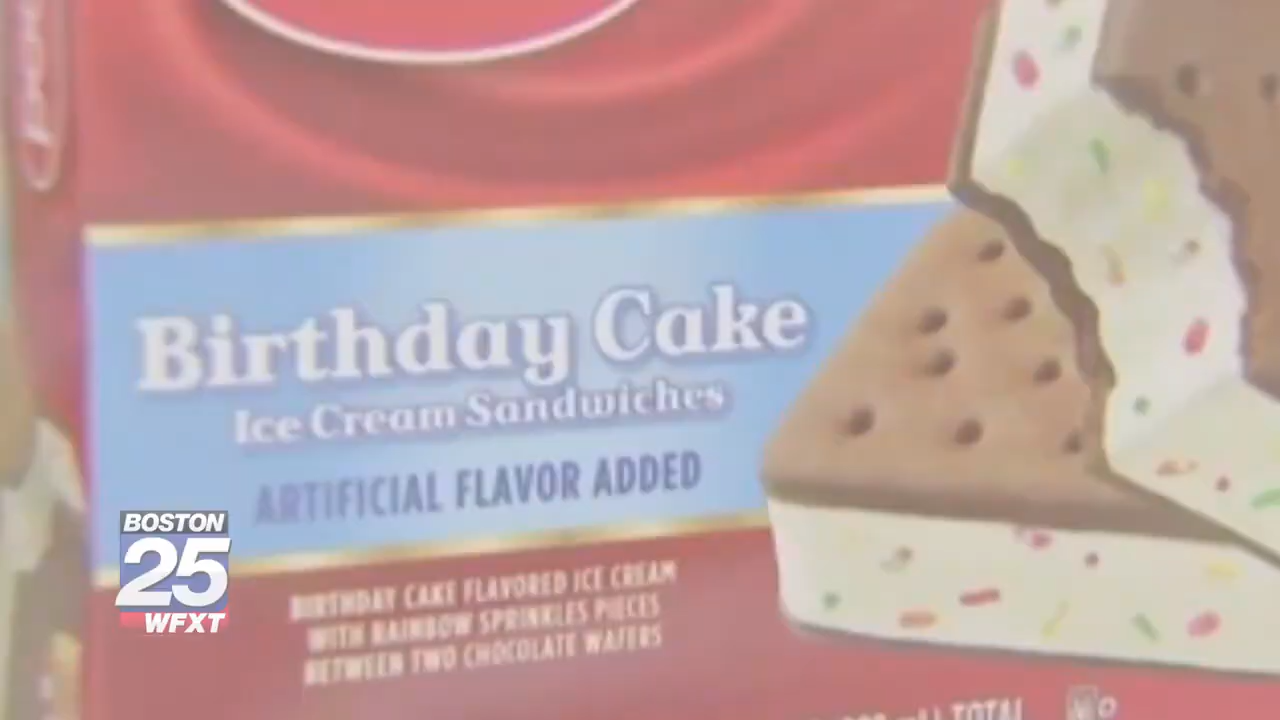 Birthday Cake
Ice Cream Sandwiches
ARTIFICIAL FLAVOR ADDED
BIRTHDAY CAKE FLAVORED ICE CREAM
WITH RAINBOW SPRINKLES PIECES
BETWEEN TWO CHOCOLATE WAFERS
TOTAL
BOSTON
25
WFXT